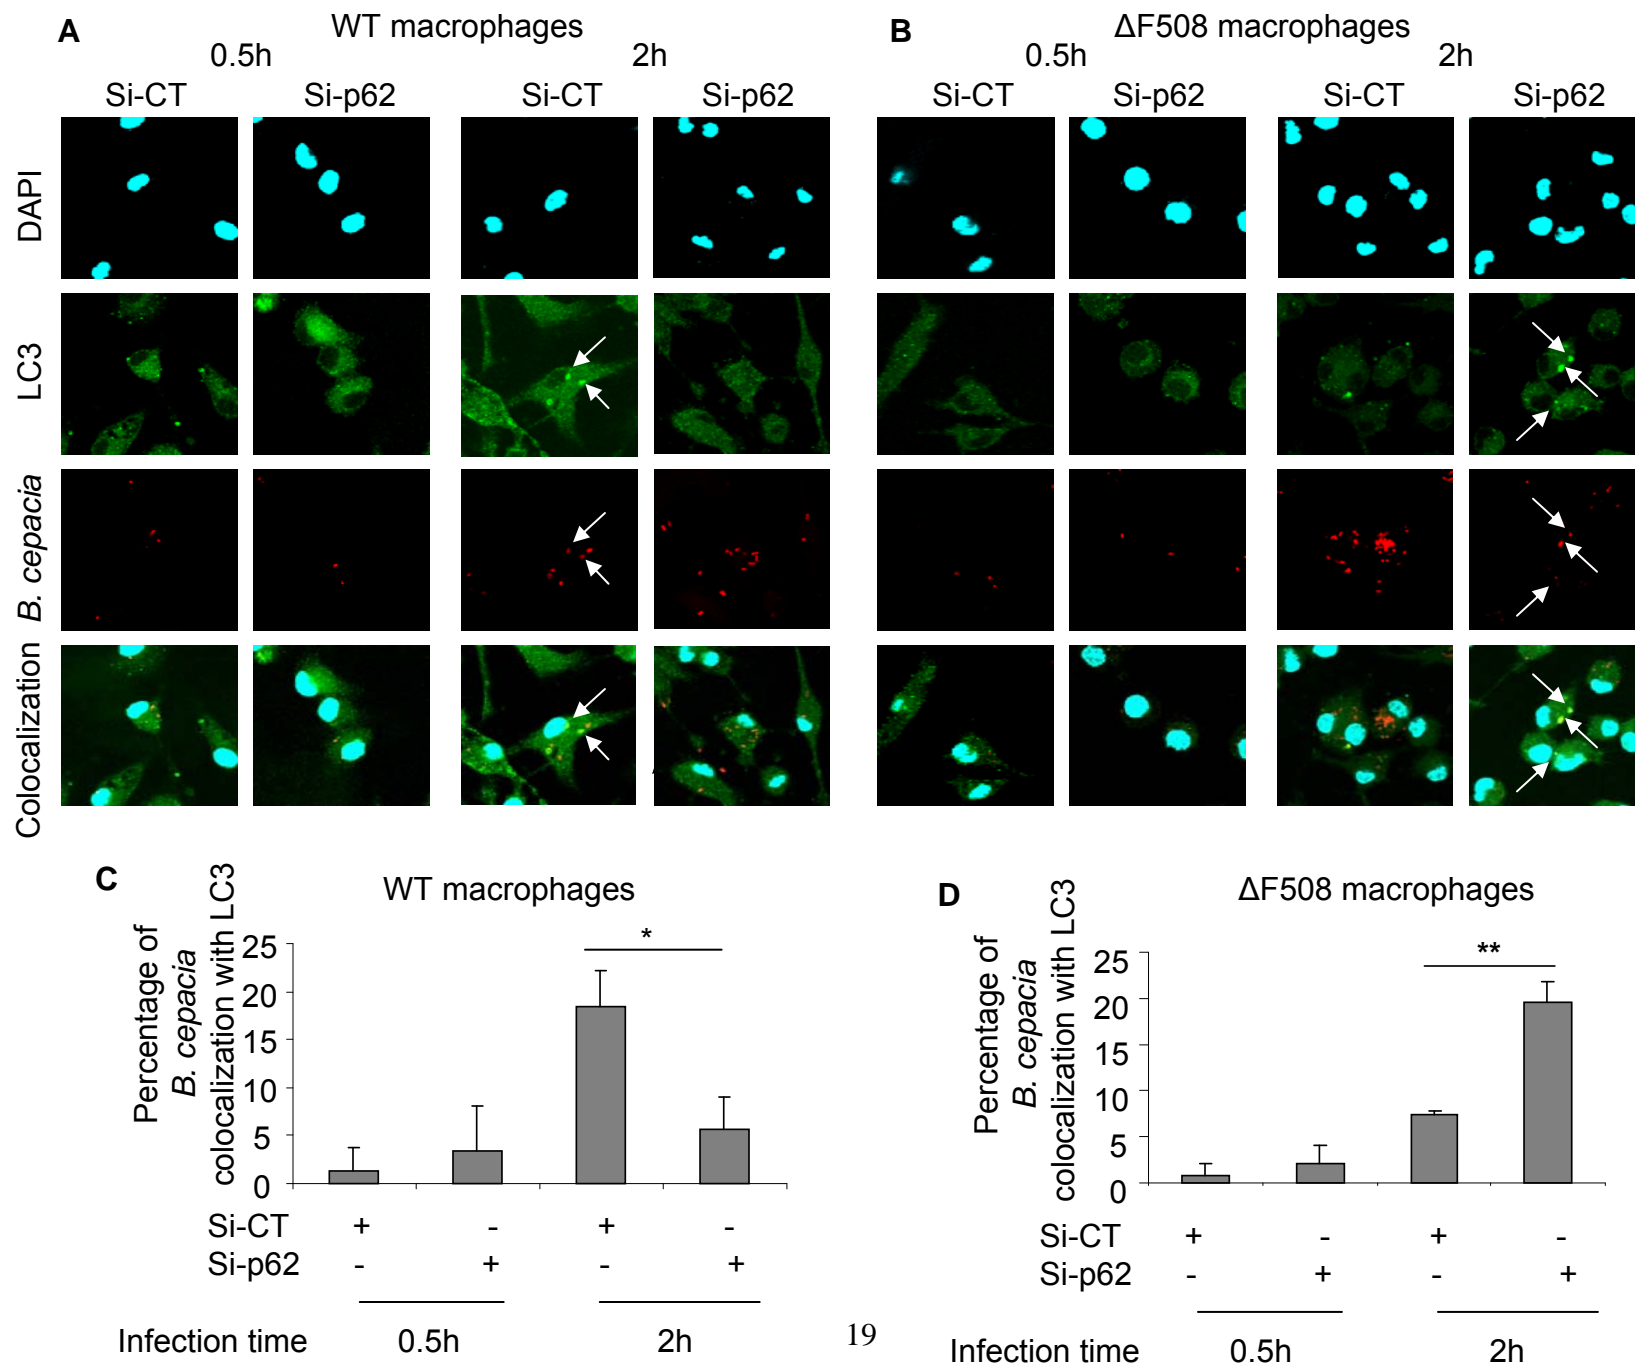 A
WT macrophages
0.5h 2h
Si-CT Si-p62 Si-CT Si-p62
B
ΔF508 macrophages
0.5h 2h
Si-CT Si-p62 Si-CT Si-p62
DAPI
LC3
B. cepacia
Colocalization
C
WT macrophages
Percentage of
B. cepacia
colocalization with LC3
25
20
15
10
5
0
*
Si-CT + - + -
Si-p62 - + - +
Infection time 0.5h 2h
D
ΔF508 macrophages
Percentage of
B. cepacia
colocalization with LC3
25
20
15
10
5
0
**
Si-CT + - + -
Si-p62 - + - +
Infection time 0.5h 2h
19